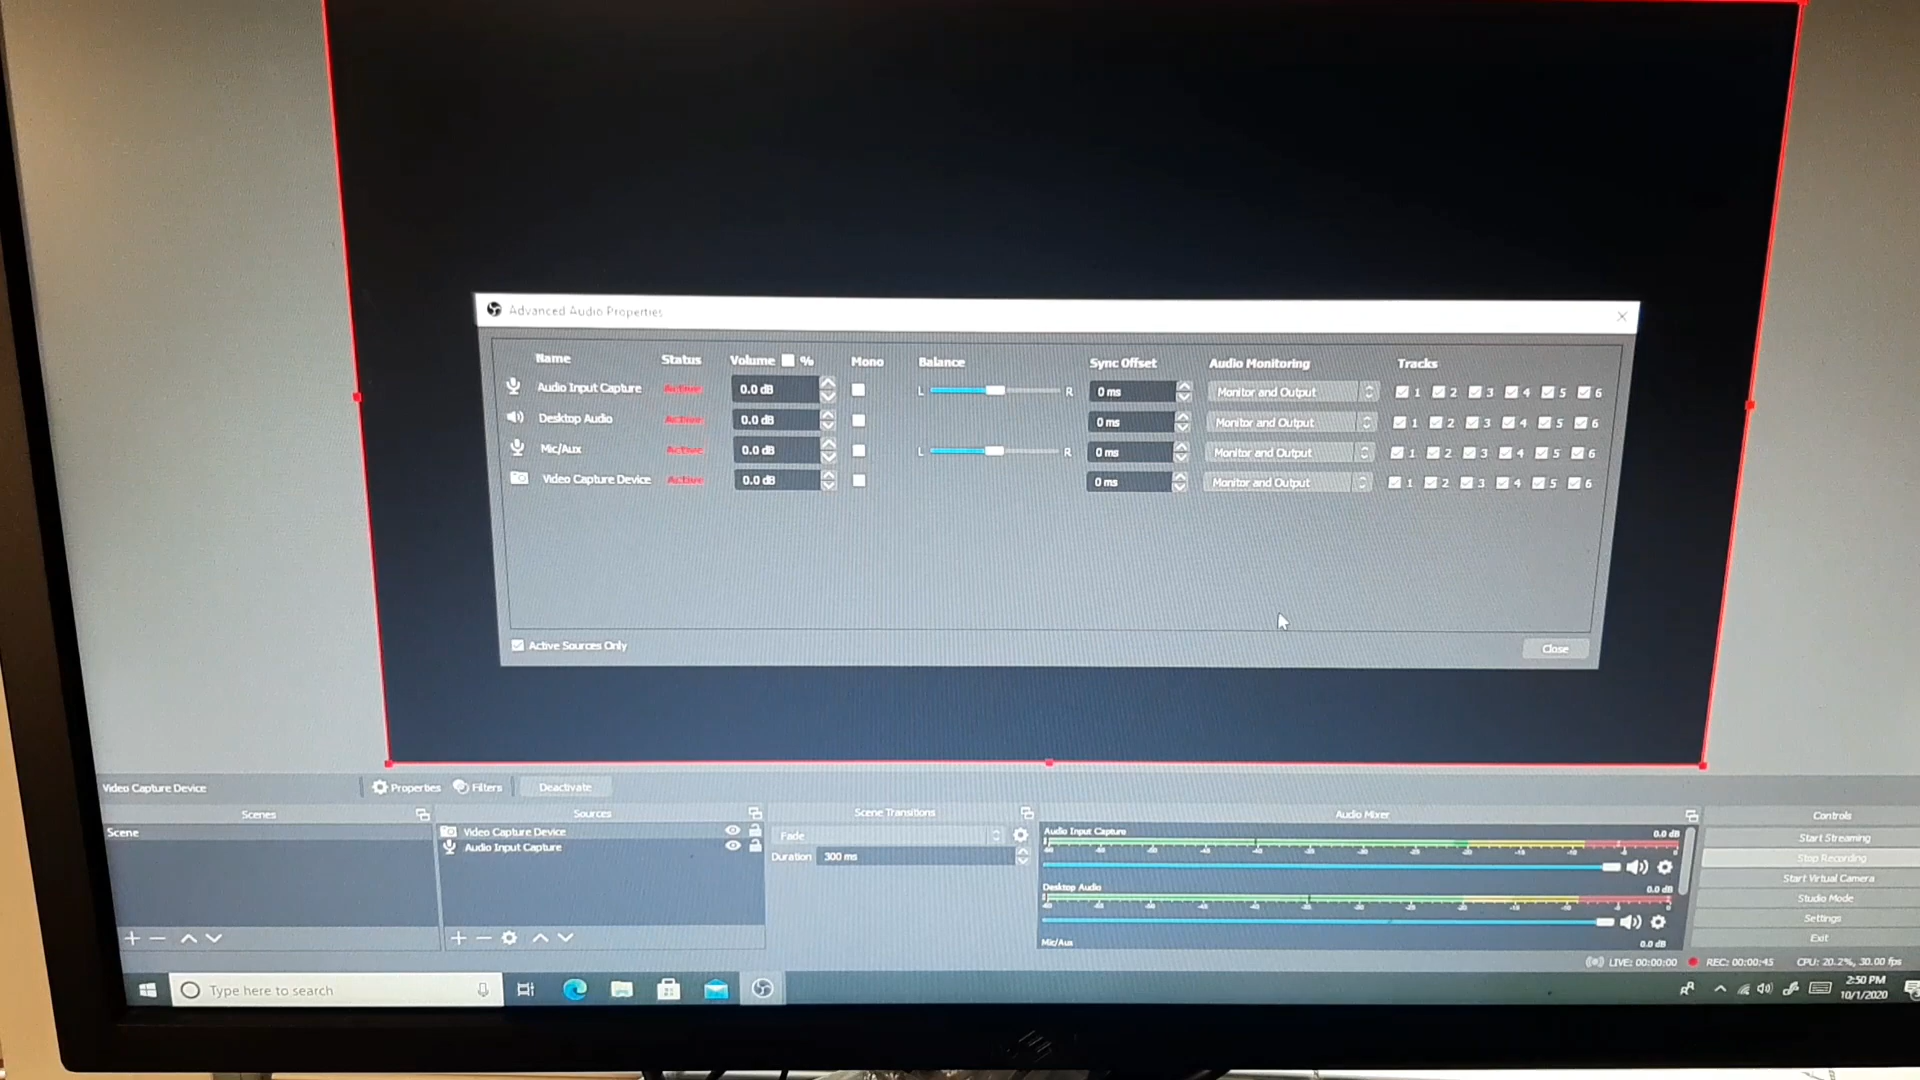 Advanced Audio Properties
Name Status Volume % Mono Balance Sync Offset Audio Monitoring Tracks
Audio Input Capture Active 0.0 dB L R 0 ms Monitor and Output 1 2 3 4 5 6
Desktop Audio Active 0.0 dB 0 ms Monitor and Output 1 2 3 4 5 6
Mic/Aux Active 0.0 dB L R 0 ms Monitor and Output 1 2 3 4 5 6
Video Capture Device Active 0.0 dB 0 ms Monitor and Output 1 2 3 4 5 6
Active Sources Only Close
Video Capture Device Properties Filters Deactivate
Scenes Sources Scene Transitions Audio Mixer Controls
Scene
Video Capture Device
Audio Input Capture
Fade
Duration 300 ms
Audio Input Capture 0.0 dB
Desktop Audio 0.0 dB
Mic/Aux 0.0 dB
Start Streaming
Stop Recording
Start Virtual Camera
Studio Mode
Settings
Exit
LIVE: 00:00:00 REC: 00:00:45 CPU: 20.2%, 30.00 fps
Type here to search
2:50 PM
10/1/2020